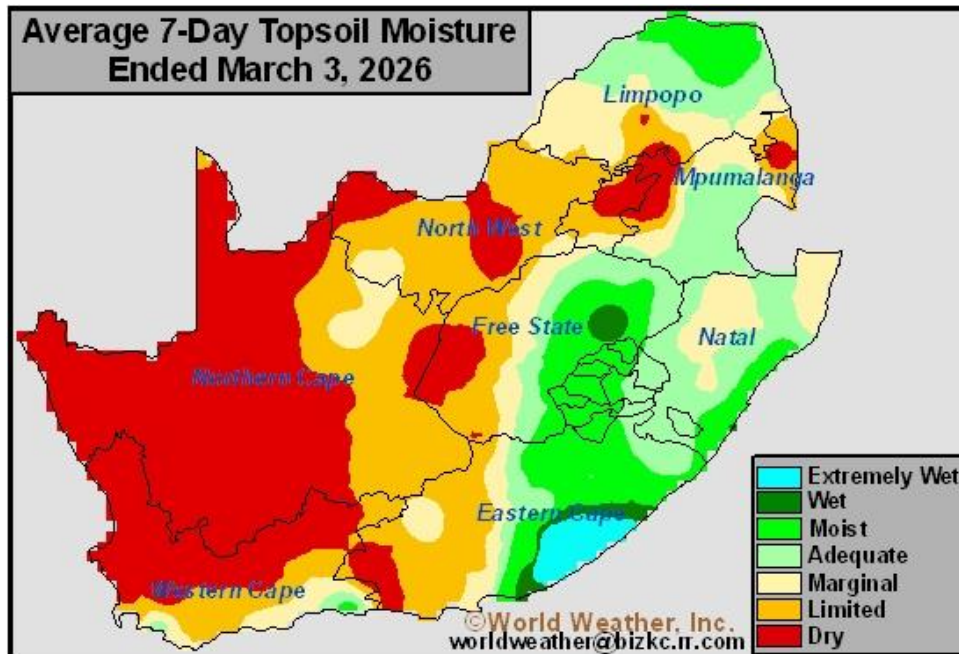 Average 7-Day Topsoil Moisture
Ended March 3, 2026
Limpopo
Mpumalanga
North West
Free State
Natal
Northern Cape
Eastern Cape
Western Cape
Extremely Wet
Wet
Moist
Adequate
Marginal
Limited
Dry
©World Weather, Inc.
worldweather@bizkc.rr.com